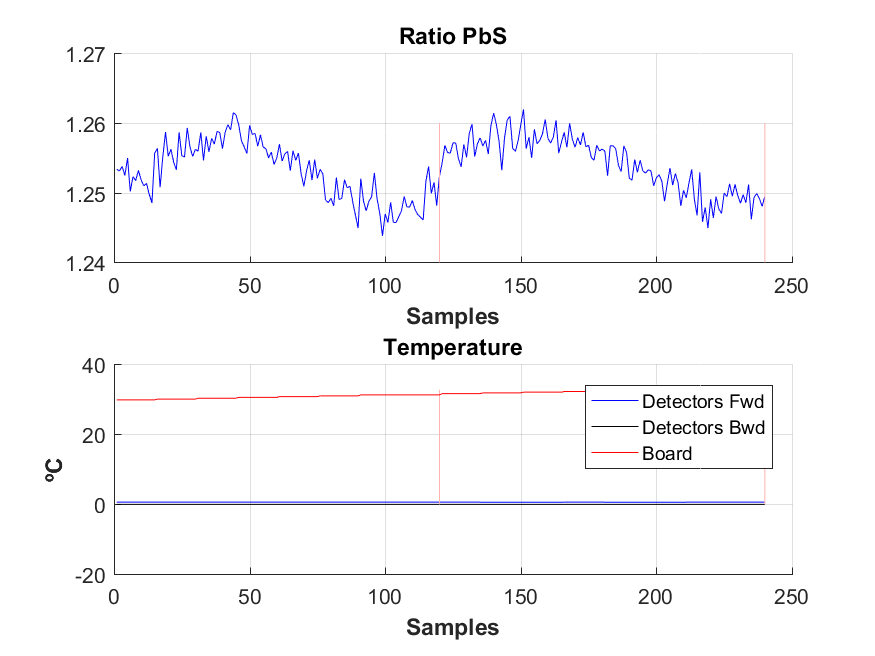 Ratio PbS
1.27
1.26
1.25
1.24
0 50 100 150 200 250
Samples
Temperature
40
20
0
-20
ºC
Detectors Fwd
Detectors Bwd
Board
0 50 100 150 200 250
Samples